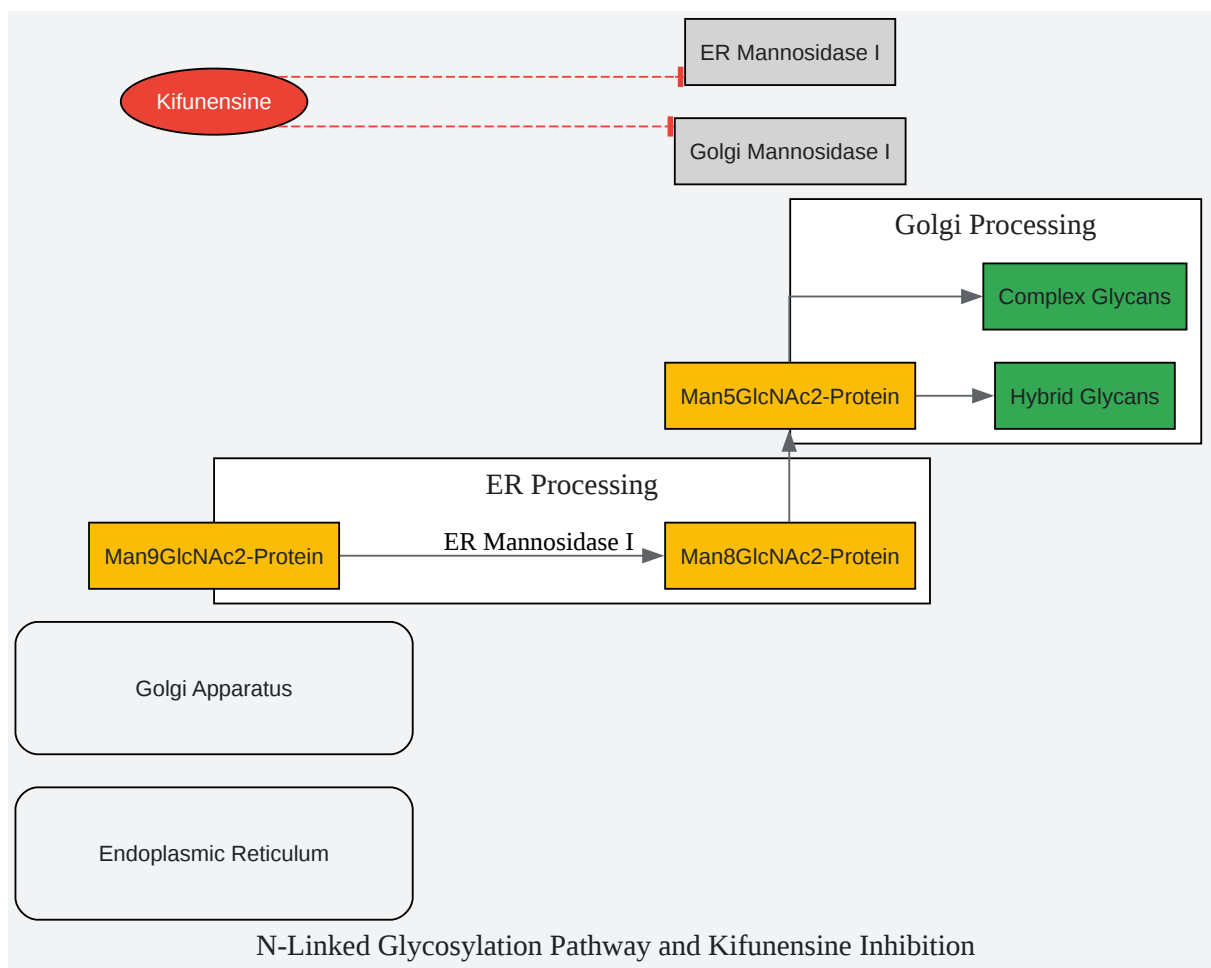 ER Mannosidase I
Kifunensine
Golgi Mannosidase I
Golgi Processing
Complex Glycans
Man5GlcNAc2-Protein
Hybrid Glycans
ER Processing
Man9GlcNAc2-Protein
ER Mannosidase I
Man8GlcNAc2-Protein
Golgi Apparatus
Endoplasmic Reticulum
N-Linked Glycosylation Pathway and Kifunensine Inhibition